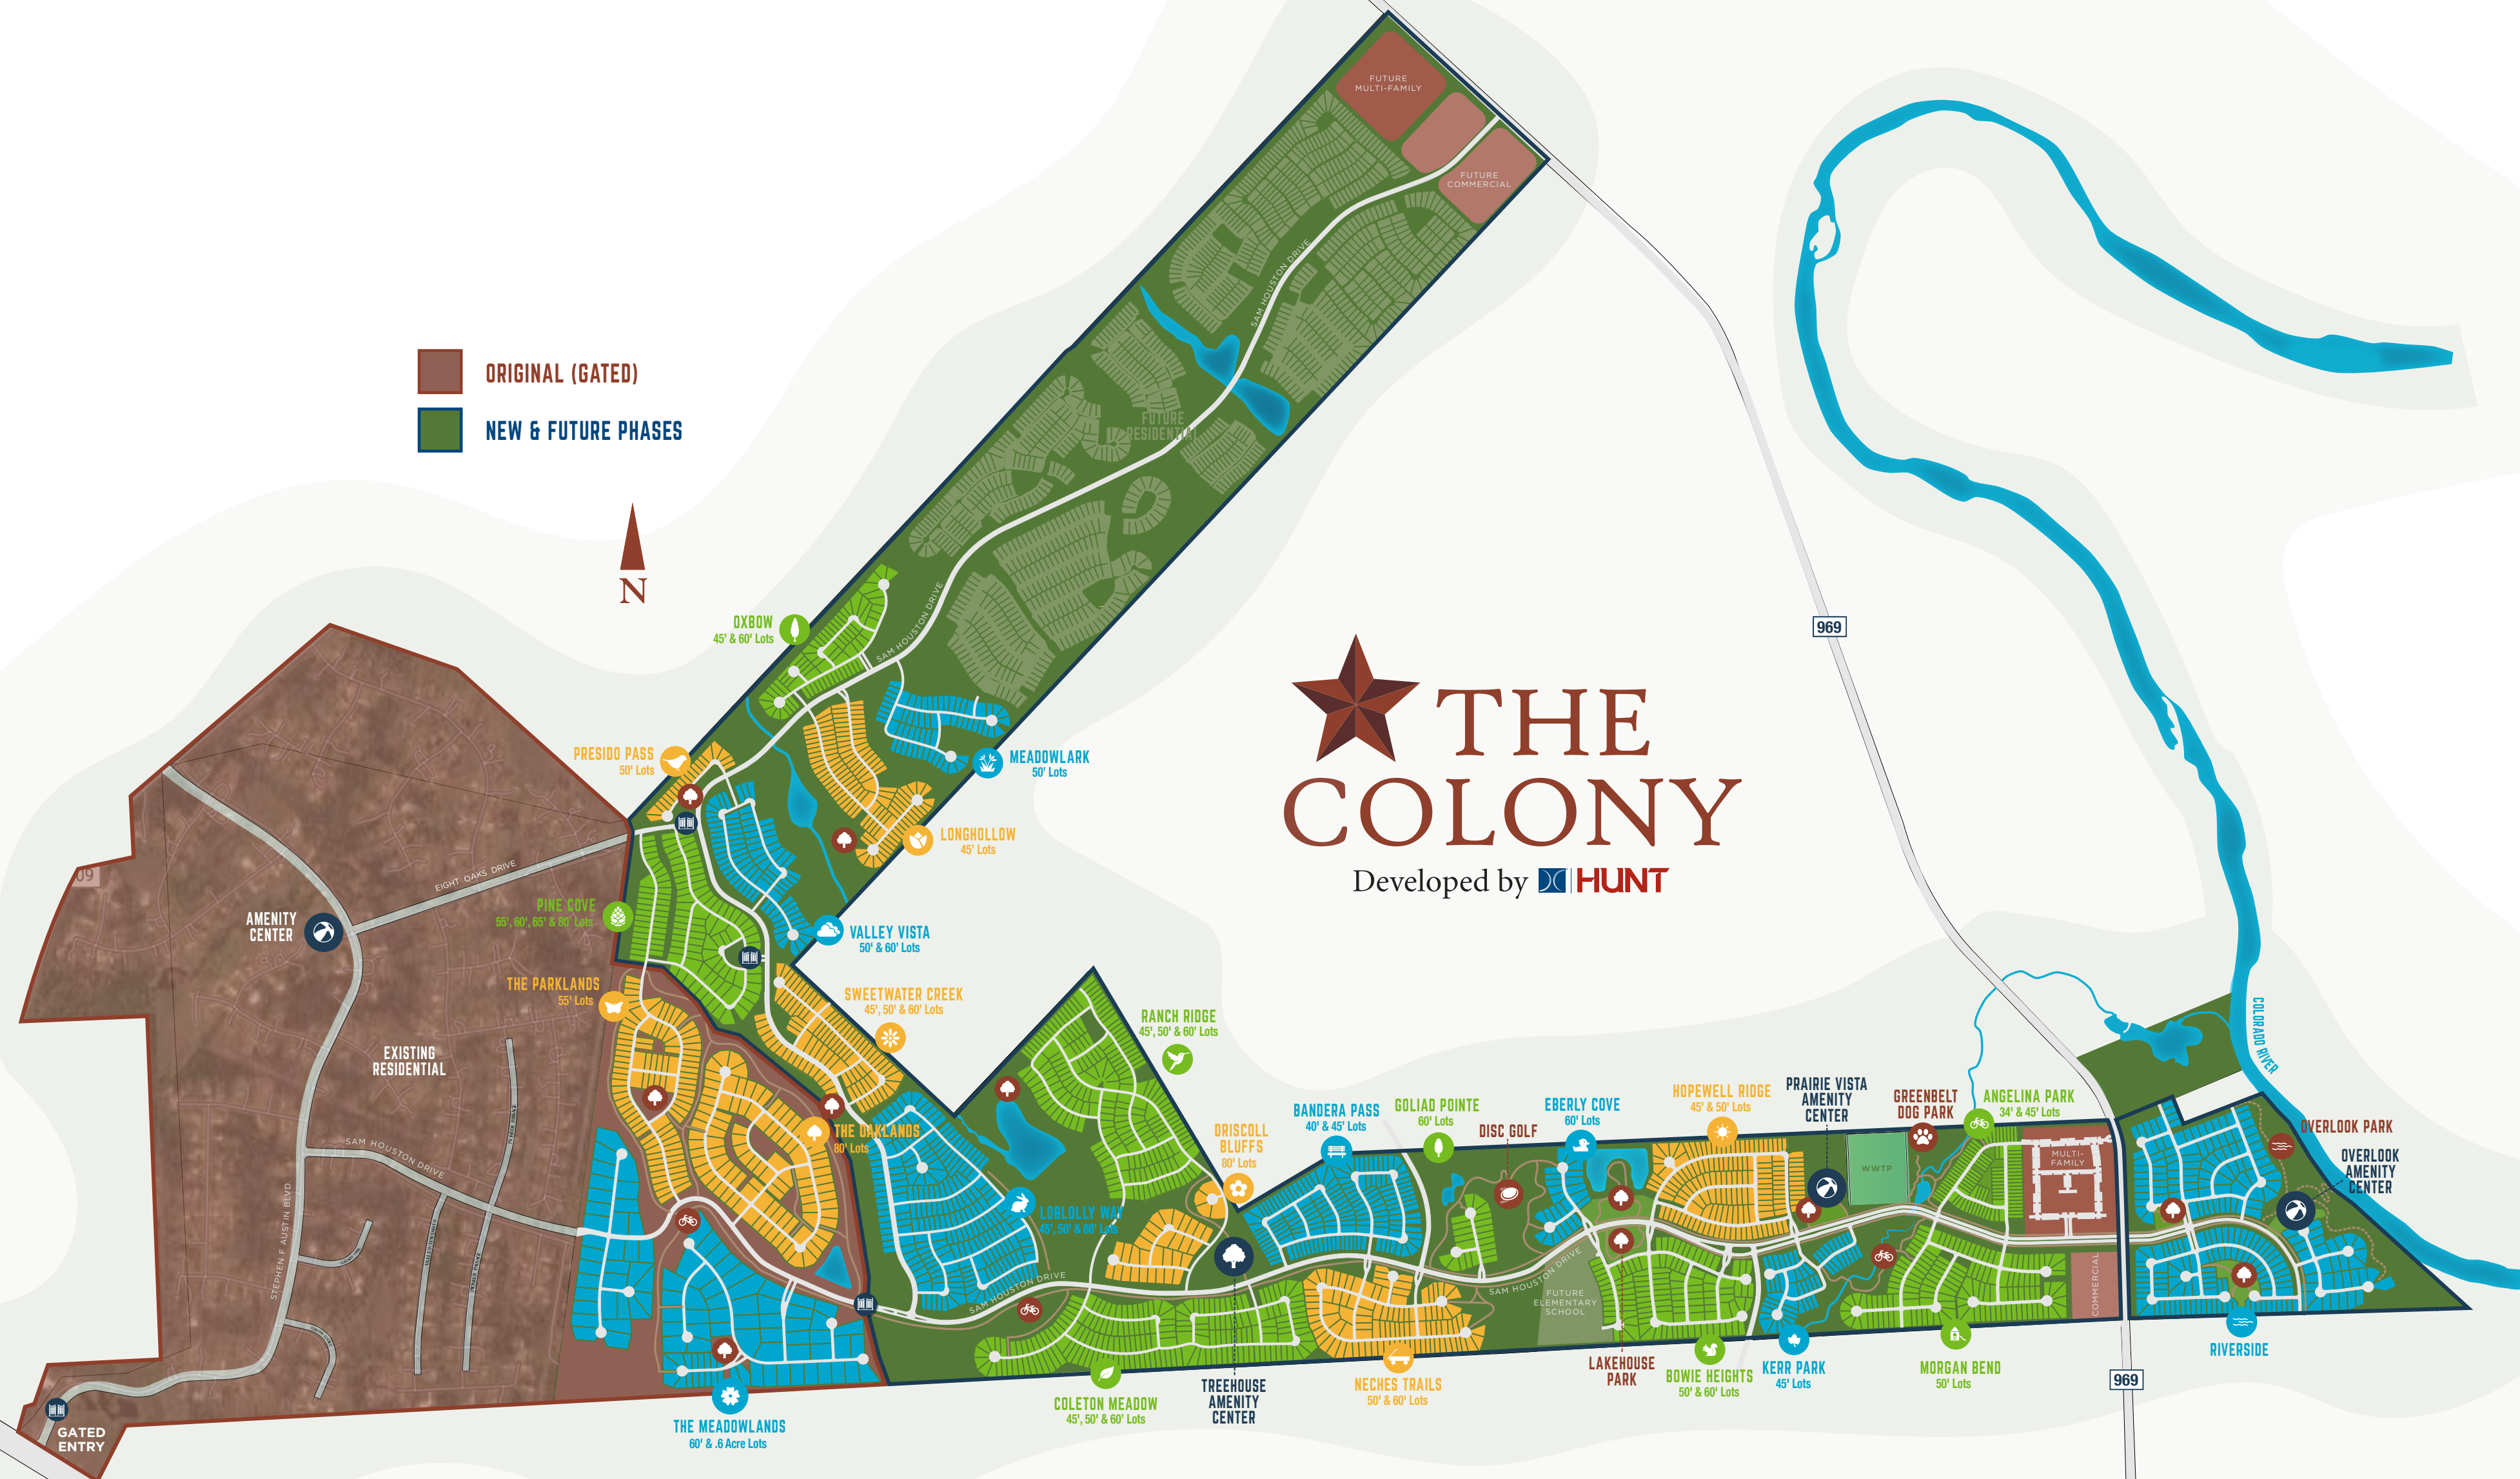 FUTURE
MULTI-FAMILY
FUTURE
COMMERCIAL
SAM HOUSTON DRIVE
ORIGINAL (GATED)
NEW & FUTURE PHASES
FUTURE
RESIDENTIAL
N
SAM HOUSTON DRIVE
OXBOW
45' & 60' Lots
969
THE
COLONY
Developed by HUNT
PRESIDO PASS
50' Lots
MEADOWLARK
50' Lots
LONGHOLLOW
45' Lots
EIGHT OAKS DRIVE
09
PINE COVE
55', 60', 65' & 80' Lots
AMENITY
CENTER
VALLEY VISTA
50' & 60' Lots
THE PARKLANDS
55' Lots
SWEETWATER CREEK
45', 50' & 60' Lots
RANCH RIDGE
45', 50' & 60' Lots
EXISTING
RESIDENTIAL
COLORADO RIVER
SAM HOUSTON DRIVE
STEPHEN F. AUSTIN BLVD.
THE OAKLANDS
80' Lots
LOBLOLLY WAY
45', 50' & 60' Lots
DRISCOLL
BLUFFS
80' Lots
BANDERA PASS
40' & 45' Lots
GOLIAD POINTE
60' Lots
DISC GOLF
EBERLY COVE
60' Lots
HOPEWELL RIDGE
45' & 50' Lots
PRAIRIE VISTA
AMENITY
CENTER
GREENBELT
DOG PARK
ANGELINA PARK
34' & 45' Lots
WWTP
MULTI-
FAMILY
OVERLOOK PARK
OVERLOOK
AMENITY
CENTER
SAM HOUSTON DRIVE
SAM HOUSTON DRIVE
FUTURE
ELEMENTARY
SCHOOL
COMMERCIAL
GATED
ENTRY
THE MEADOWLANDS
60' & .6 Acre Lots
COLETON MEADOW
45', 50' & 60' Lots
TREEHOUSE
AMENITY
CENTER
NECHES TRAILS
50' & 60' Lots
LAKEHOUSE
PARK
BOWIE HEIGHTS
50' & 60' Lots
KERR PARK
45' Lots
MORGAN BEND
50' Lots
RIVERSIDE
969